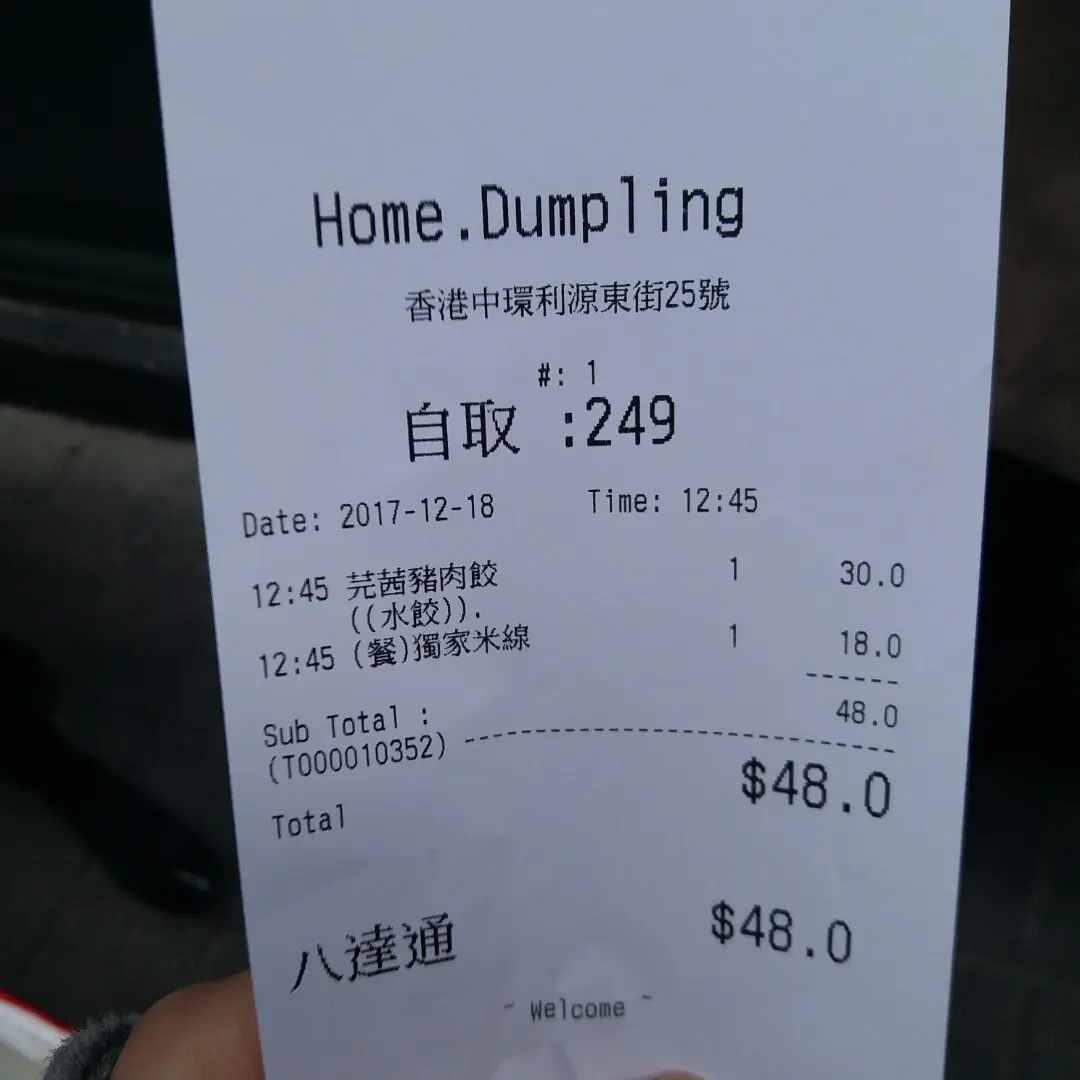 Home.Dumpling
香港中環利源東街25號
#: 1
自取 :249
Date: 2017-12-18 Time: 12:45
12:45 芫茜豬肉餃 1 30.0
((水餃)).
12:45 (餐)獨家米線 1 18.0
Sub Total : 48.0
(T000010352)
Total $48.0
八達通 $48.0
~ Welcome ~